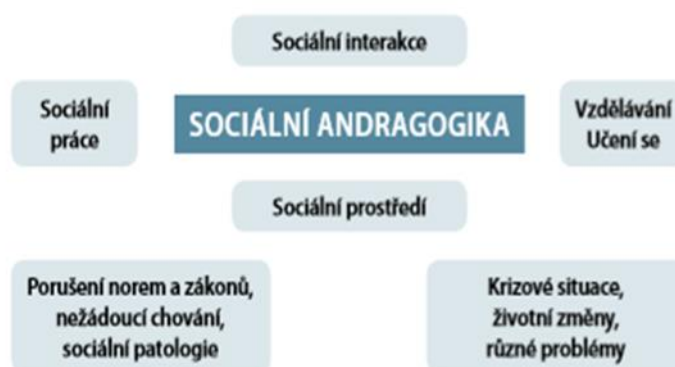 Sociální interakce
Sociální
práce
SOCIÁLNÍ ANDRAGOGIKA
Vzdělávání
Učení se
Sociální prostředí
Porušení norem a zákonů,
nežádoucí chování,
sociální patologie
Krizové situace,
životní změny,
různé problémy